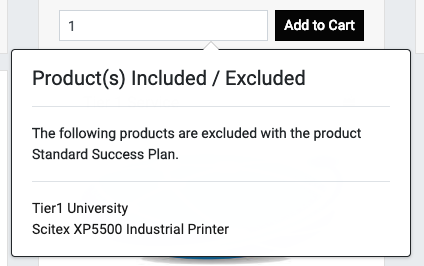 1
Add to Cart
Product(s) Included / Excluded
The following products are excluded with the product
Standard Success Plan.
Tier1 University
Scitex XP5500 Industrial Printer